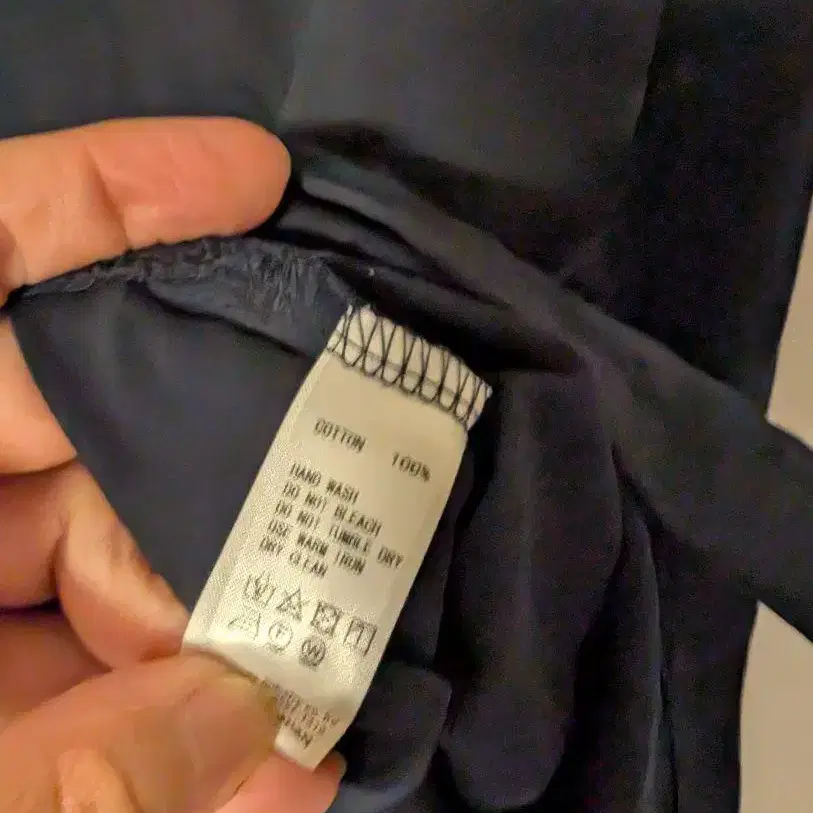 COTTON 100%
HAND WASH
DO NOT BLEACH
DO NOT TUMBLE DRY
USE WARM IRON
DRY CLEAN
F W